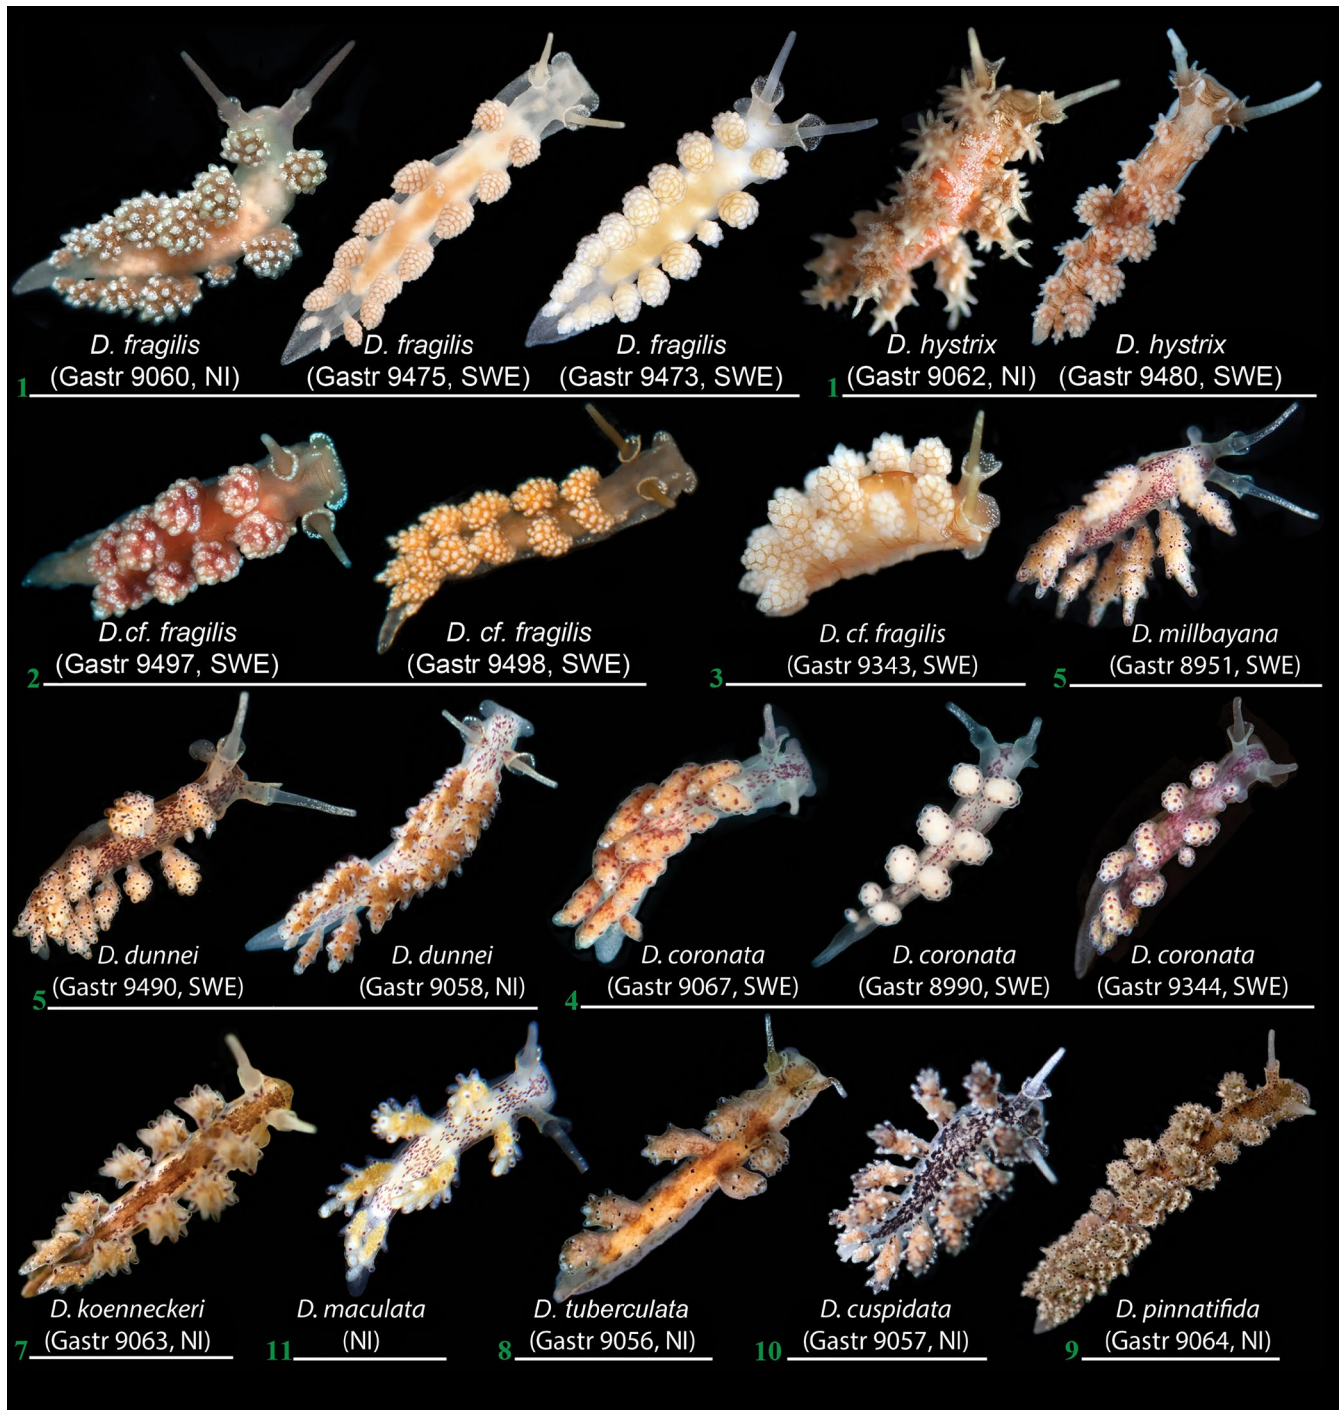 D. fragilis
(Gastr 9060, NI)
D. fragilis
(Gastr 9475, SWE)
D. fragilis
(Gastr 9473, SWE)
1
D. hystrix
(Gastr 9062, NI)
D. hystrix
(Gastr 9480, SWE)
1
D.cf. fragilis
(Gastr 9497, SWE)
D. cf. fragilis
(Gastr 9498, SWE)
2
D. cf. fragilis
(Gastr 9343, SWE)
3
D. millbayana
(Gastr 8951, SWE)
5
D. dunnei
(Gastr 9490, SWE)
D. dunnei
(Gastr 9058, NI)
5
D. coronata
(Gastr 9067, SWE)
D. coronata
(Gastr 8990, SWE)
D. coronata
(Gastr 9344, SWE)
4
D. koenneckeri
(Gastr 9063, NI)
7
D. maculata
(NI)
11
D. tuberculata
(Gastr 9056, NI)
8
D. cuspidata
(Gastr 9057, NI)
10
D. pinnatifida
(Gastr 9064, NI)
9